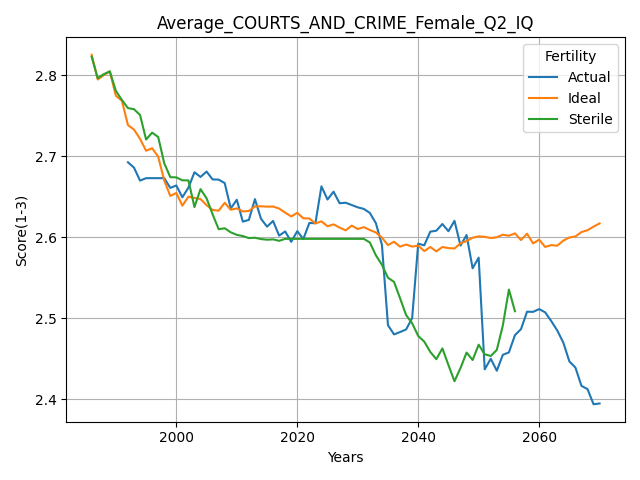 Average_COURTS_AND_CRIME_Female_Q2_IQ
Fertility
Actual
Ideal
Sterile
Score(1-3)
2.8
2.7
2.6
2.5
2.4
2000
2020
2040
2060
Years